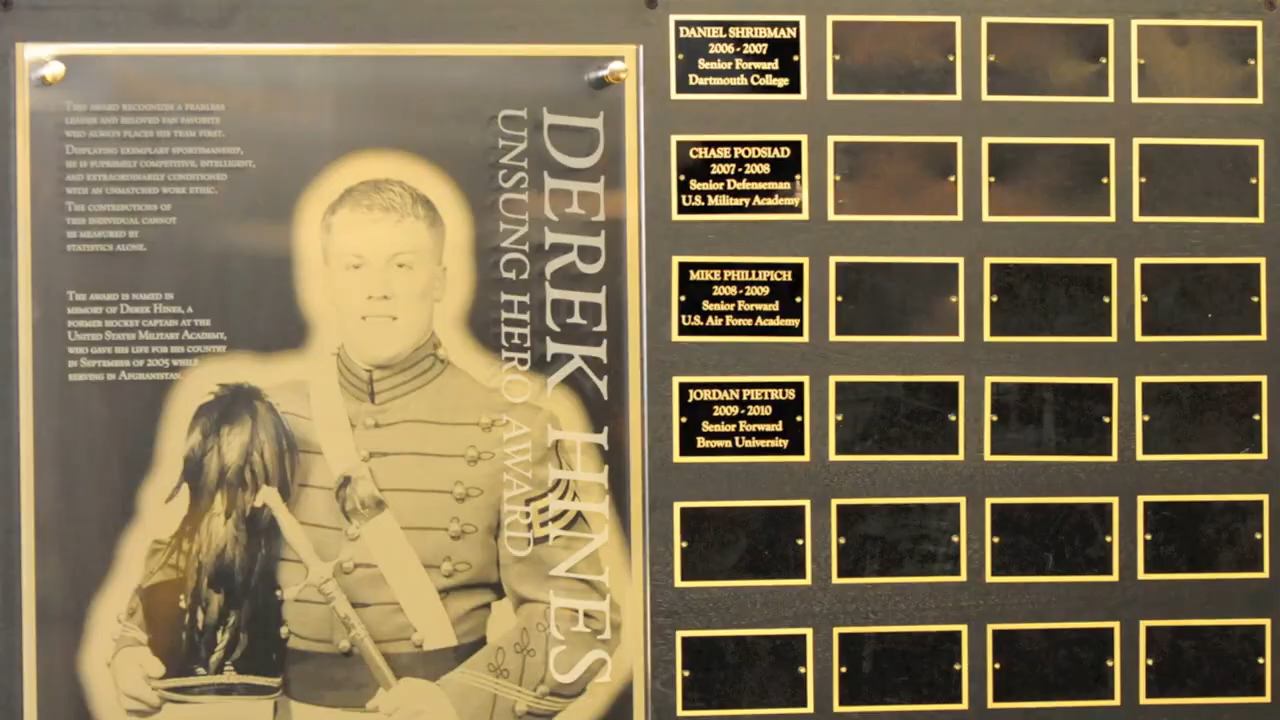 THIS AWARD RECOGNIZES A FEARLESS
LEADER AND BELOVED FAN FAVORITE
WHO ALWAYS PLACES HIS TEAM FIRST.
DISPLAYING EXEMPLARY SPORTSMANSHIP,
HE IS SUPREMELY COMPETITIVE, INTELLIGENT,
AND EXTRAORDINARILY CONDITIONED
WITH AN UNMATCHED WORK ETHIC.
THE CONTRIBUTIONS OF
THIS INDIVIDUAL CANNOT
BE MEASURED BY
STATISTICS ALONE.
THE AWARD IS NAMED IN
MEMORY OF DEREK HINES, A
FORMER HOCKEY CAPTAIN AT THE
UNITED STATES MILITARY ACADEMY,
WHO GAVE HIS LIFE FOR HIS COUNTRY
IN SEPTEMBER OF 2005 WHILE
SERVING IN AFGHANISTAN.
DEREK HINES
UNSUNG HERO AWARD
DANIEL SHRIBMAN
2006 - 2007
Senior Forward
Dartmouth College
CHASE PODSIAD
2007 - 2008
Senior Defenseman
U.S. Military Academy
MIKE PHILLIPICH
2008 - 2009
Senior Forward
U.S. Air Force Academy
JORDAN PIETRUS
2009 - 2010
Senior Forward
Brown University